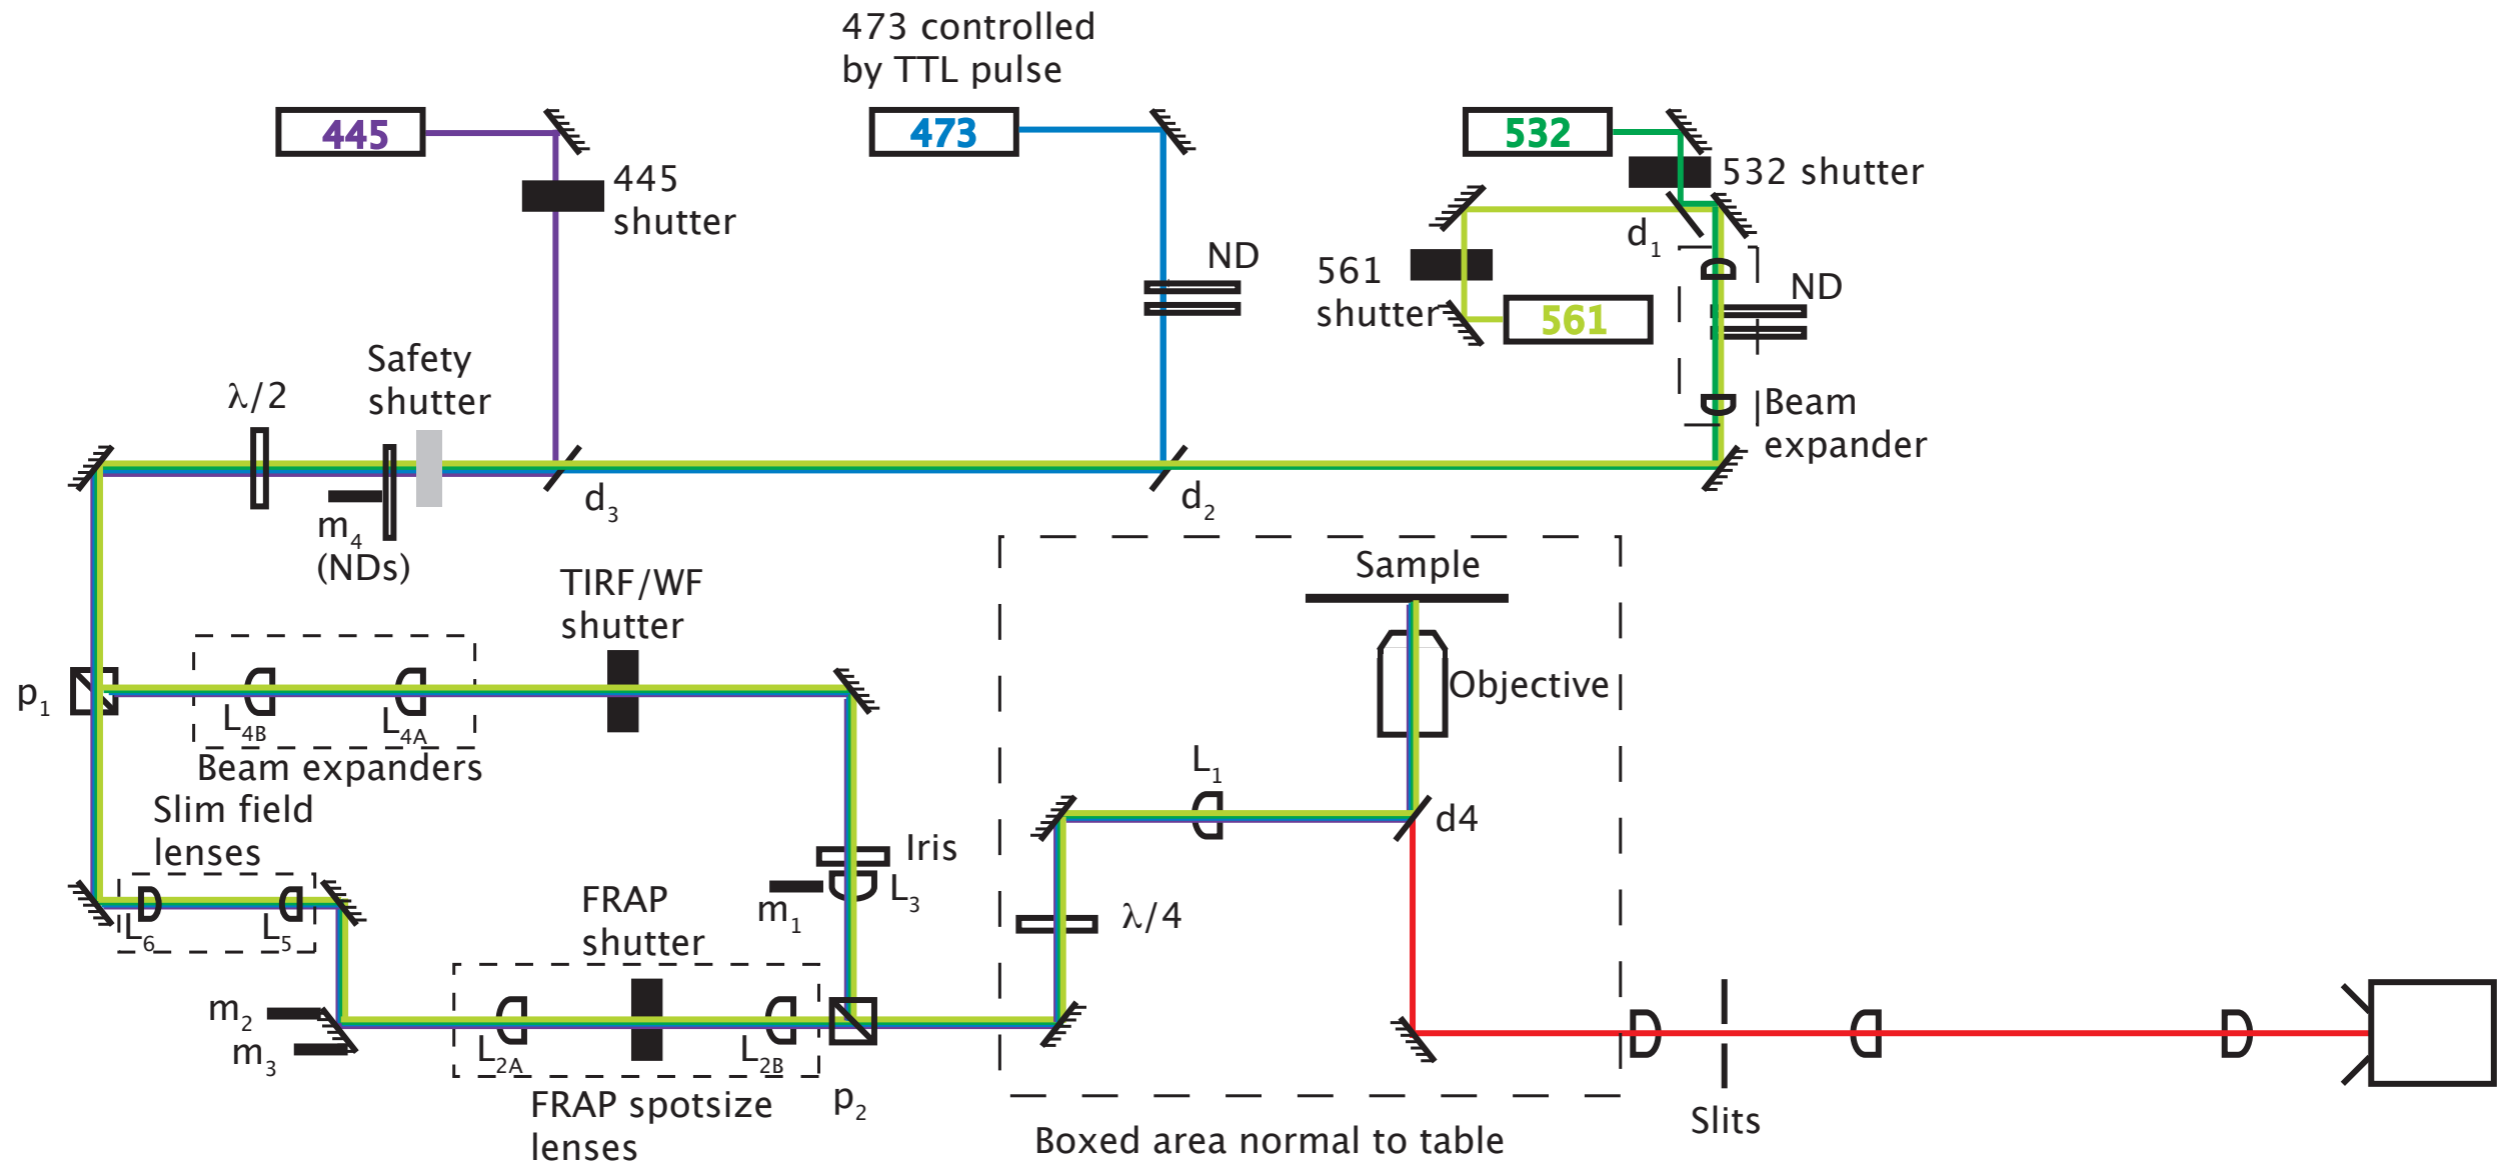 473 controlled
by TTL pulse
445
473
532
445
shutter
532 shutter
d1
ND
561
shutter
561
ND
Safety
shutter
λ/2
Beam
expander
m4
(NDs)
d3
d2
TIRF/WF
shutter
Sample
Objective
p1
L4B
L4A
Beam expanders
L1
d4
Slim field
lenses
Iris
L3
m1
L6
L5
FRAP
shutter
λ/4
m2
m3
L2A
L2B
p2
FRAP spotsize
lenses
Slits
Boxed area normal to table